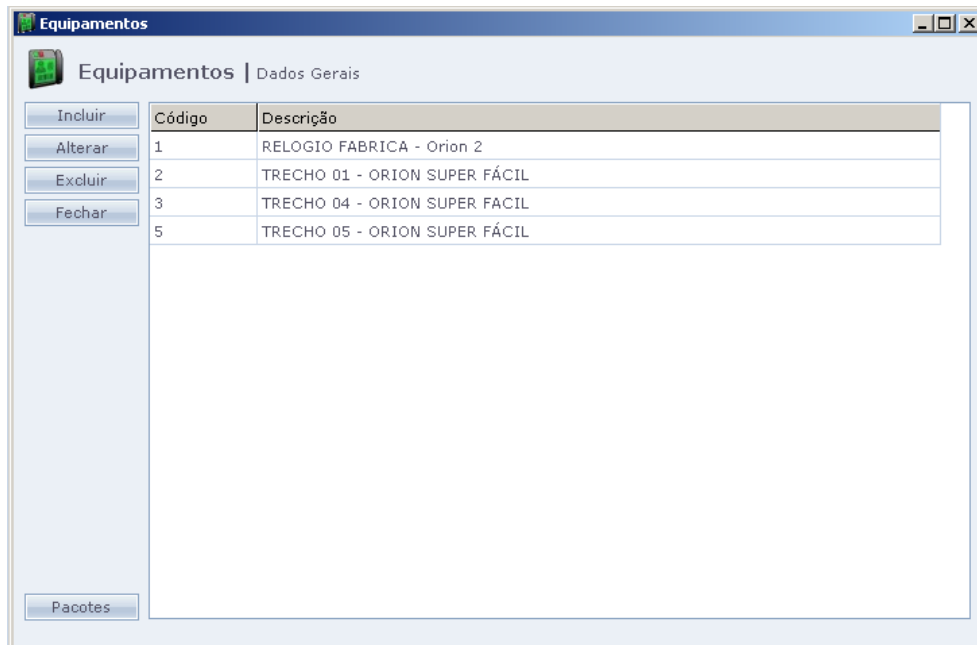 Equipamentos
Equipamentos | Dados Gerais
Incluir
Alterar
Excluir
Fechar
Código Descrição
1 RELOGIO FABRICA - Orion 2
2 TRECHO 01 - ORION SUPER FÁCIL
3 TRECHO 04 - ORION SUPER FACIL
5 TRECHO 05 - ORION SUPER FÁCIL
Pacotes